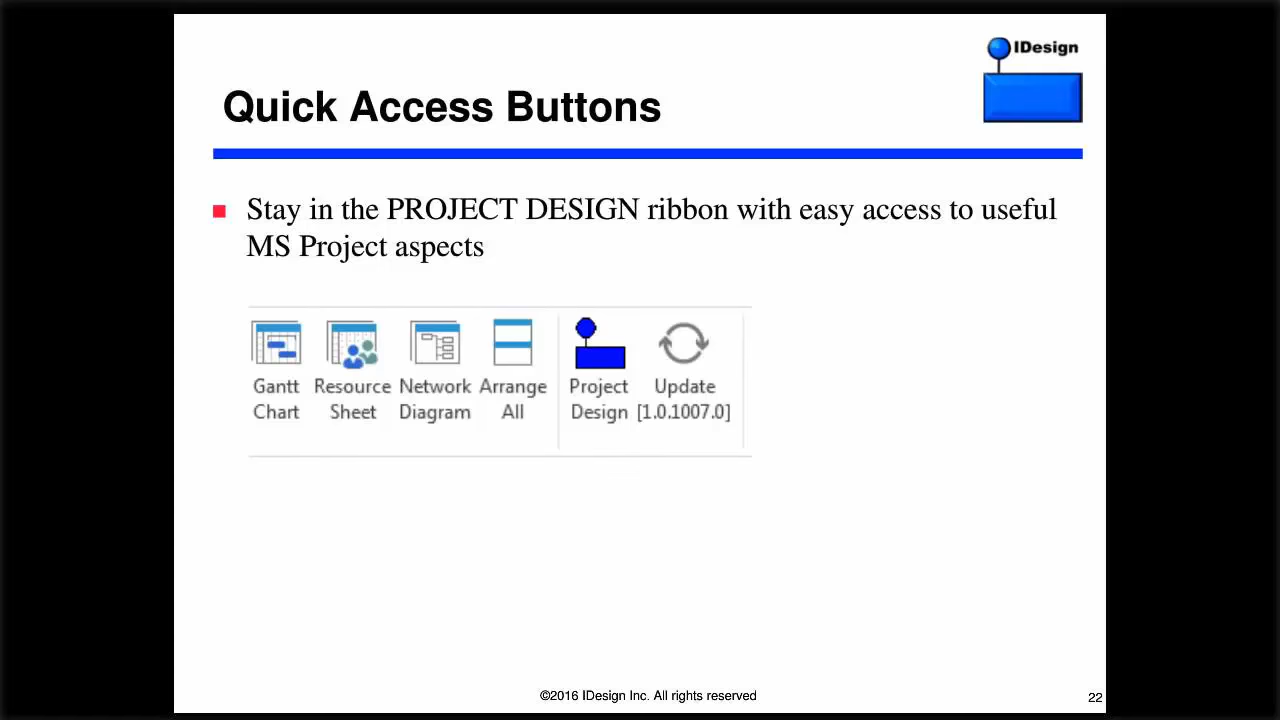 IDesign
Quick Access Buttons
Stay in the PROJECT DESIGN ribbon with easy access to useful
MS Project aspects
Gantt Resource Network Arrange Project Update
Chart Sheet Diagram All Design [1.0.1007.0]
©2016 IDesign Inc. All rights reserved
22